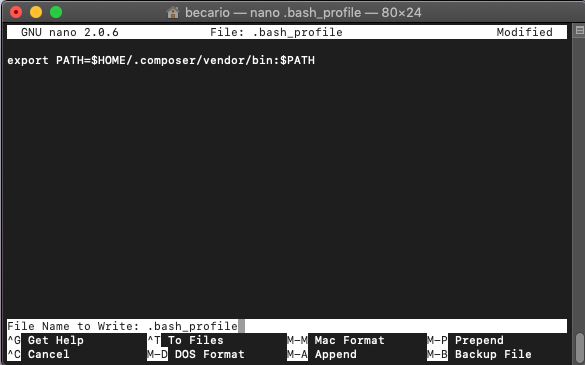 becario — nano .bash_profile — 80×24
GNU nano 2.0.6 File: .bash_profile Modified
export PATH=$HOME/.composer/vendor/bin:$PATH
File Name to Write: .bash_profile
^G Get Help ^T To Files M-M Mac Format M-P Prepend
^C Cancel M-D DOS Format M-A Append M-B Backup File